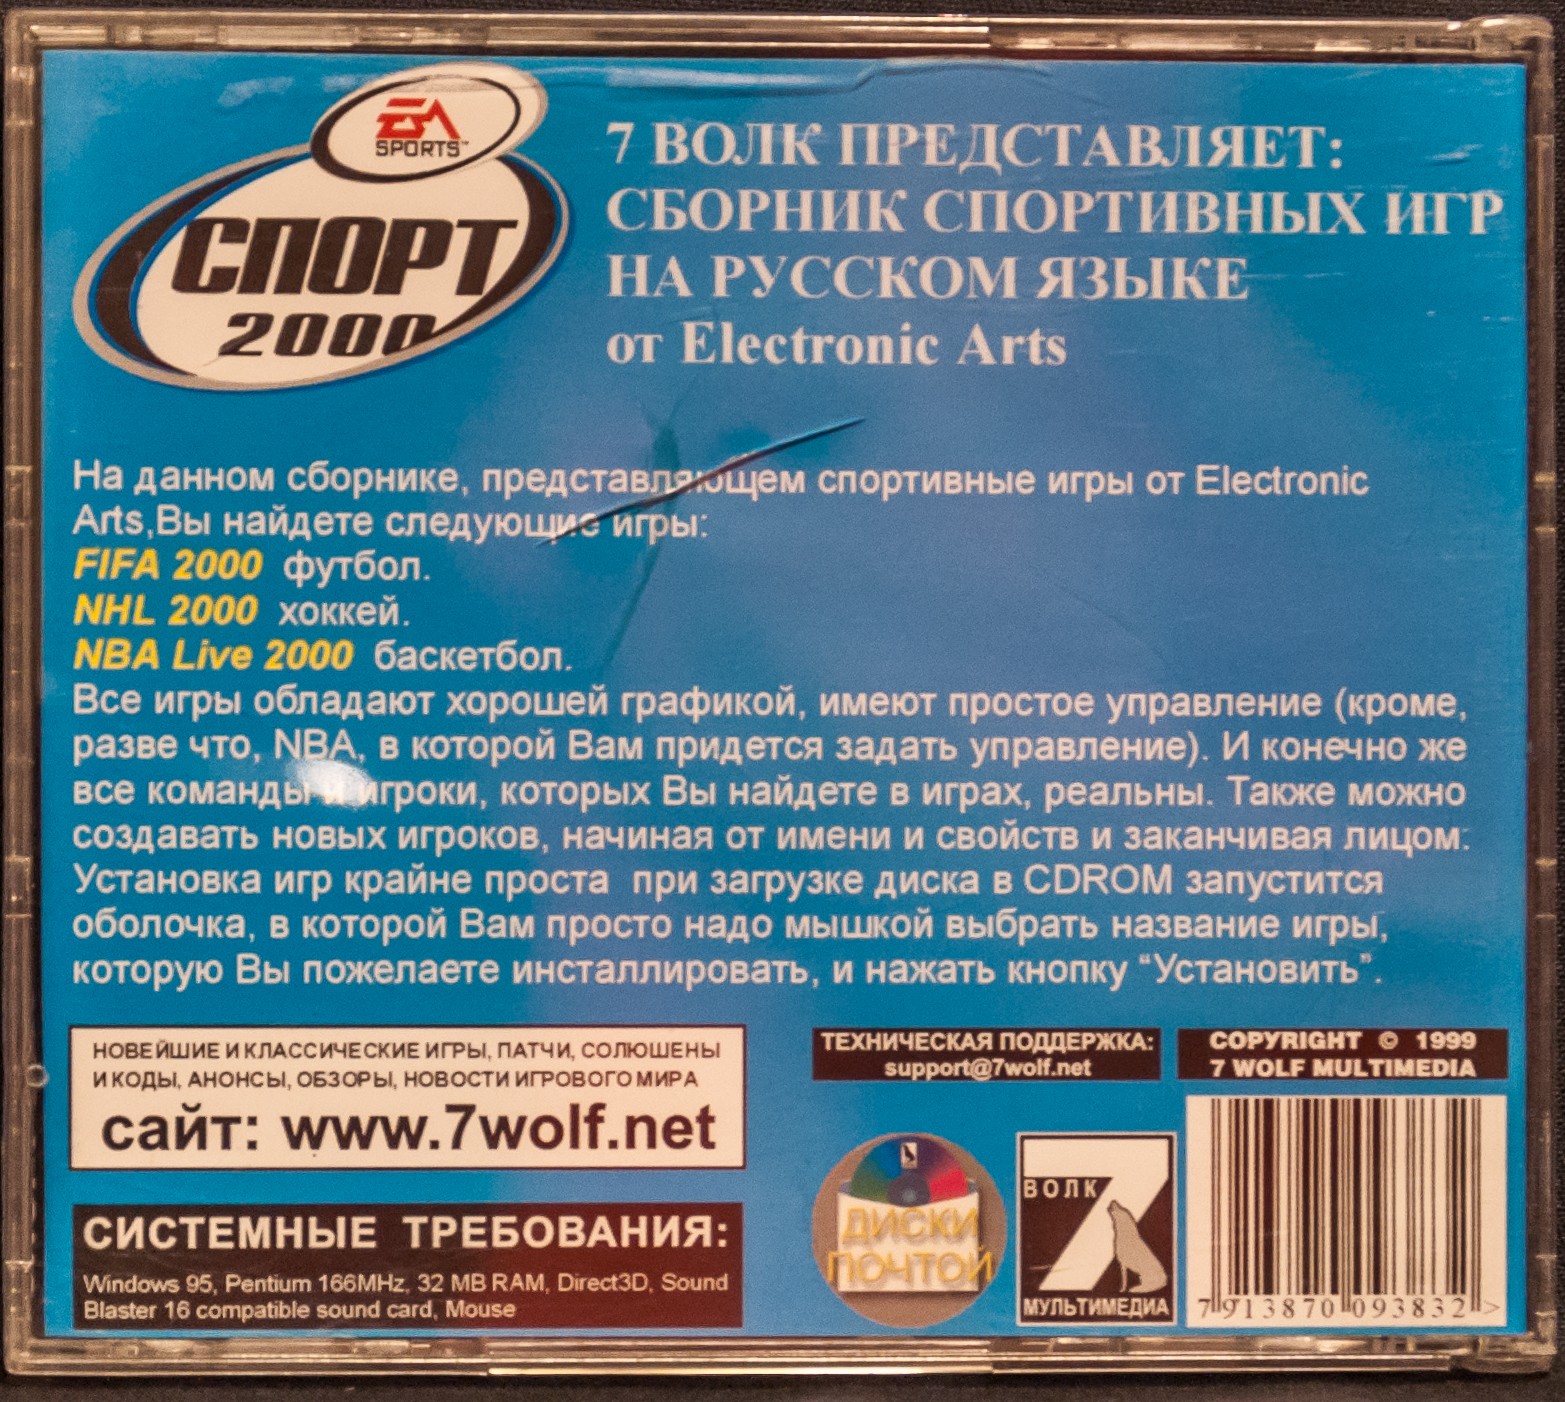 EA
SPORTS™
СПОРТ
2000
7 ВОЛК ПРЕДСТАВЛЯЕТ:
СБОРНИК СПОРТИВНЫХ ИГР
НА РУССКОМ ЯЗЫКЕ
от Electronic Arts
На данном сборнике, представляющем спортивные игры от Electronic
Arts,Вы найдете следующие игры:
FIFA 2000 футбол.
NHL 2000 хоккей.
NBA Live 2000 баскетбол.
Все игры обладают хорошей графикой, имеют простое управление (кроме,
разве что, NBA, в которой Вам придется задать управление). И конечно же
все команды и игроки, которых Вы найдете в играх, реальны. Также можно
создавать новых игроков, начиная от имени и свойств и заканчивая лицом.
Установка игр крайне проста при загрузке диска в CDROM запустится
оболочка, в которой Вам просто надо мышкой выбрать название игры,
которую Вы пожелаете инсталлировать, и нажать кнопку “Установить”.
НОВЕЙШИЕ И КЛАССИЧЕСКИЕ ИГРЫ, ПАТЧИ, СОЛЮШЕНЫ
И КОДЫ, АНОНСЫ, ОБЗОРЫ, НОВОСТИ ИГРОВОГО МИРА
сайт: www.7wolf.net
СИСТЕМНЫЕ ТРЕБОВАНИЯ:
Windows 95, Pentium 166MHz, 32 MB RAM, Direct3D, Sound
Blaster 16 compatible sound card, Mouse
ТЕХНИЧЕСКАЯ ПОДДЕРЖКА:
support@7wolf.net
COPYRIGHT © 1999
7 WOLF MULTIMEDIA
ДИСКИ
ПОЧТОЙ
7
ВОЛК
МУЛЬТИМЕДИА
7 913870 093832 >